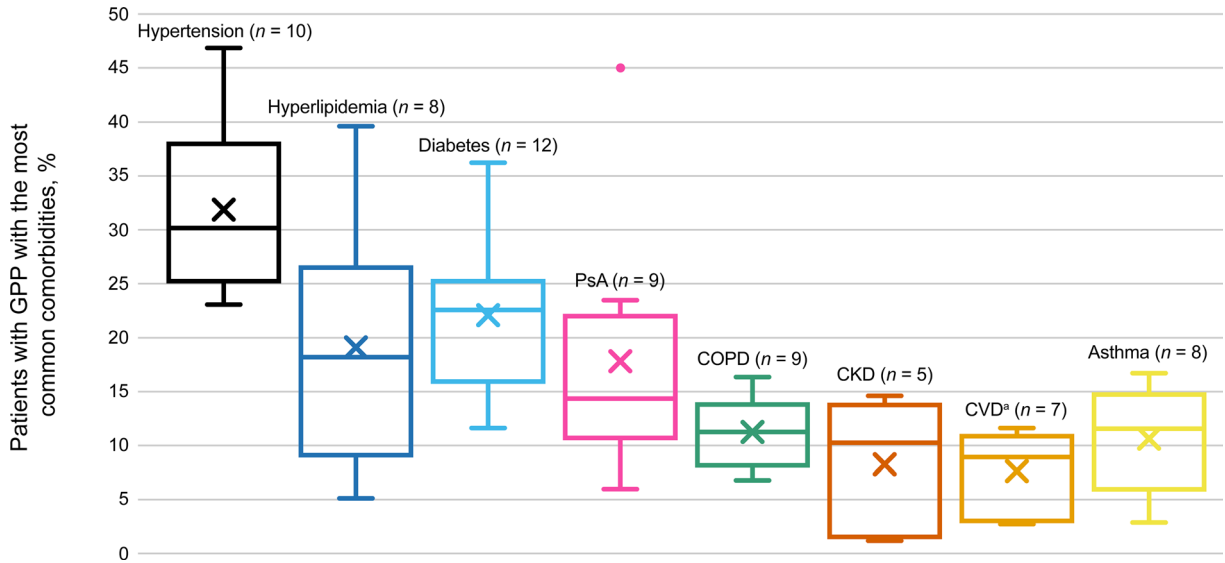 Patients with GPP with the most
common comorbidities, %
50
45
40
35
30
25
20
15
10
5
0
Hypertension (n = 10)
Hyperlipidemia (n = 8)
Diabetes (n = 12)
PsA (n = 9)
COPD (n = 9)
CKD (n = 5)
CVDᵃ (n = 7)
Asthma (n = 8)